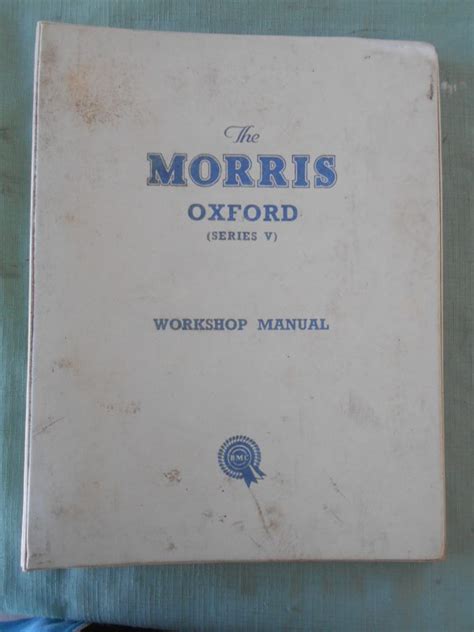 The
MORRIS
OXFORD
(SERIES V)
WORKSHOP MANUAL
BMC